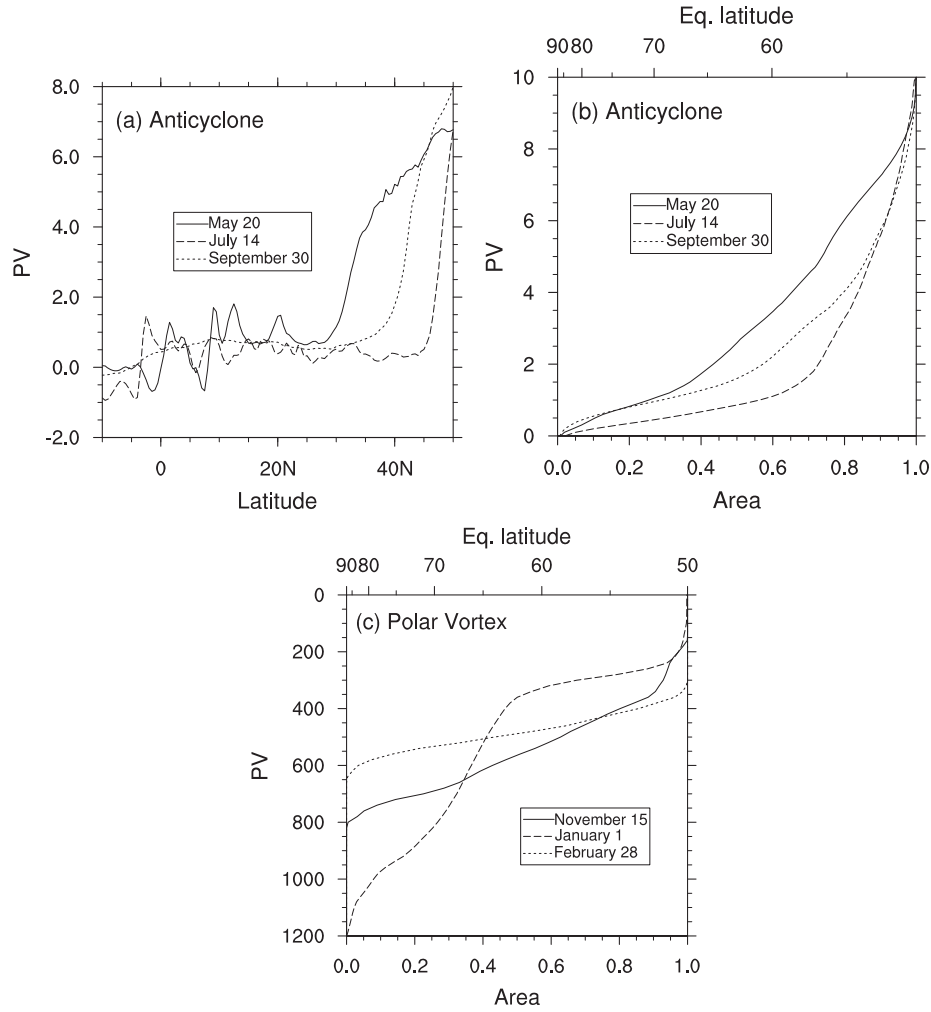 Eq. latitude
90 80 70 60
8.0
6.0
4.0
2.0
0.0
-2.0
PV
(a) Anticyclone
May 20
July 14
September 30
0 20N 40N
Latitude
10
8
6
4
2
0
PV
(b) Anticyclone
May 20
July 14
September 30
0.0 0.2 0.4 0.6 0.8 1.0
Area
Eq. latitude
90 80 70 60 50
0
200
400
600
800
1000
1200
PV
(c) Polar Vortex
November 15
January 1
February 28
0.0 0.2 0.4 0.6 0.8 1.0
Area